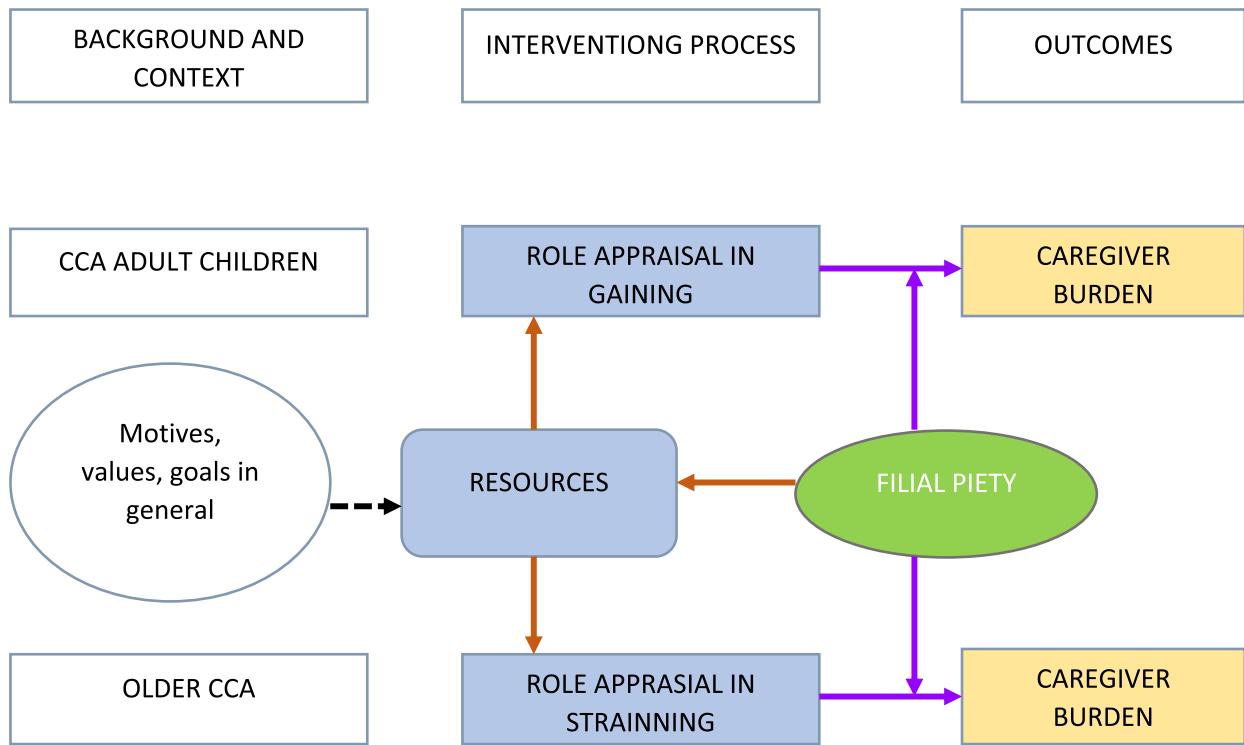 BACKGROUND AND
CONTEXT
INTERVENTIONG PROCESS
OUTCOMES
CCA ADULT CHILDREN
ROLE APPRAISAL IN
GAINING
CAREGIVER
BURDEN
Motives,
values, goals in
general
RESOURCES
FILIAL PIETY
OLDER CCA
ROLE APPRASIAL IN
STRAINNING
CAREGIVER
BURDEN